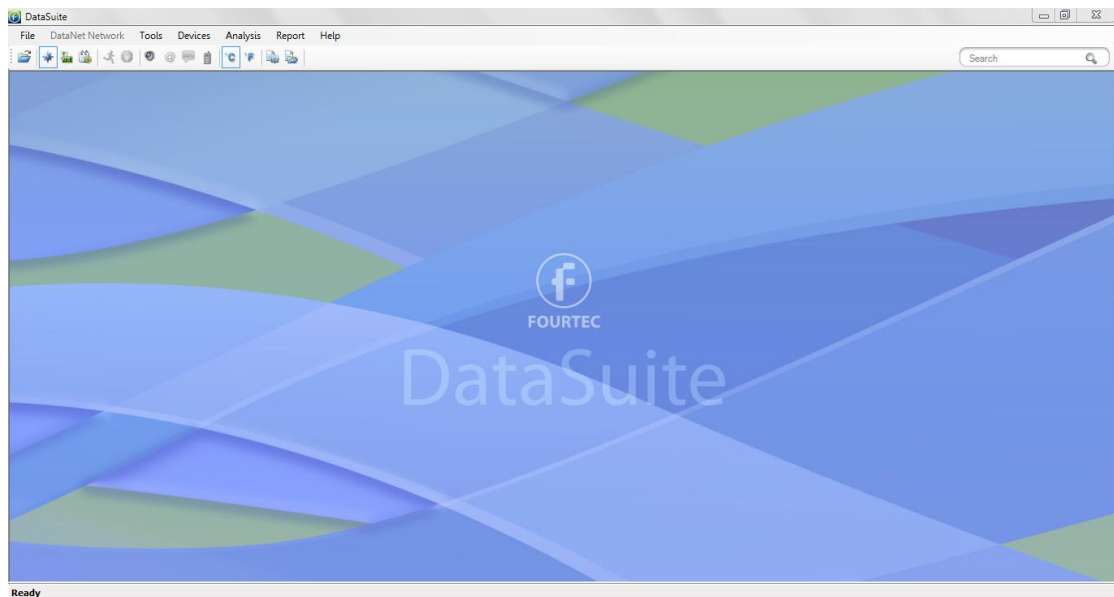 DataSuite
File DataNet Network Tools Devices Analysis Report Help
@ °C °F Search
FOURTEC
DataSuite
Ready